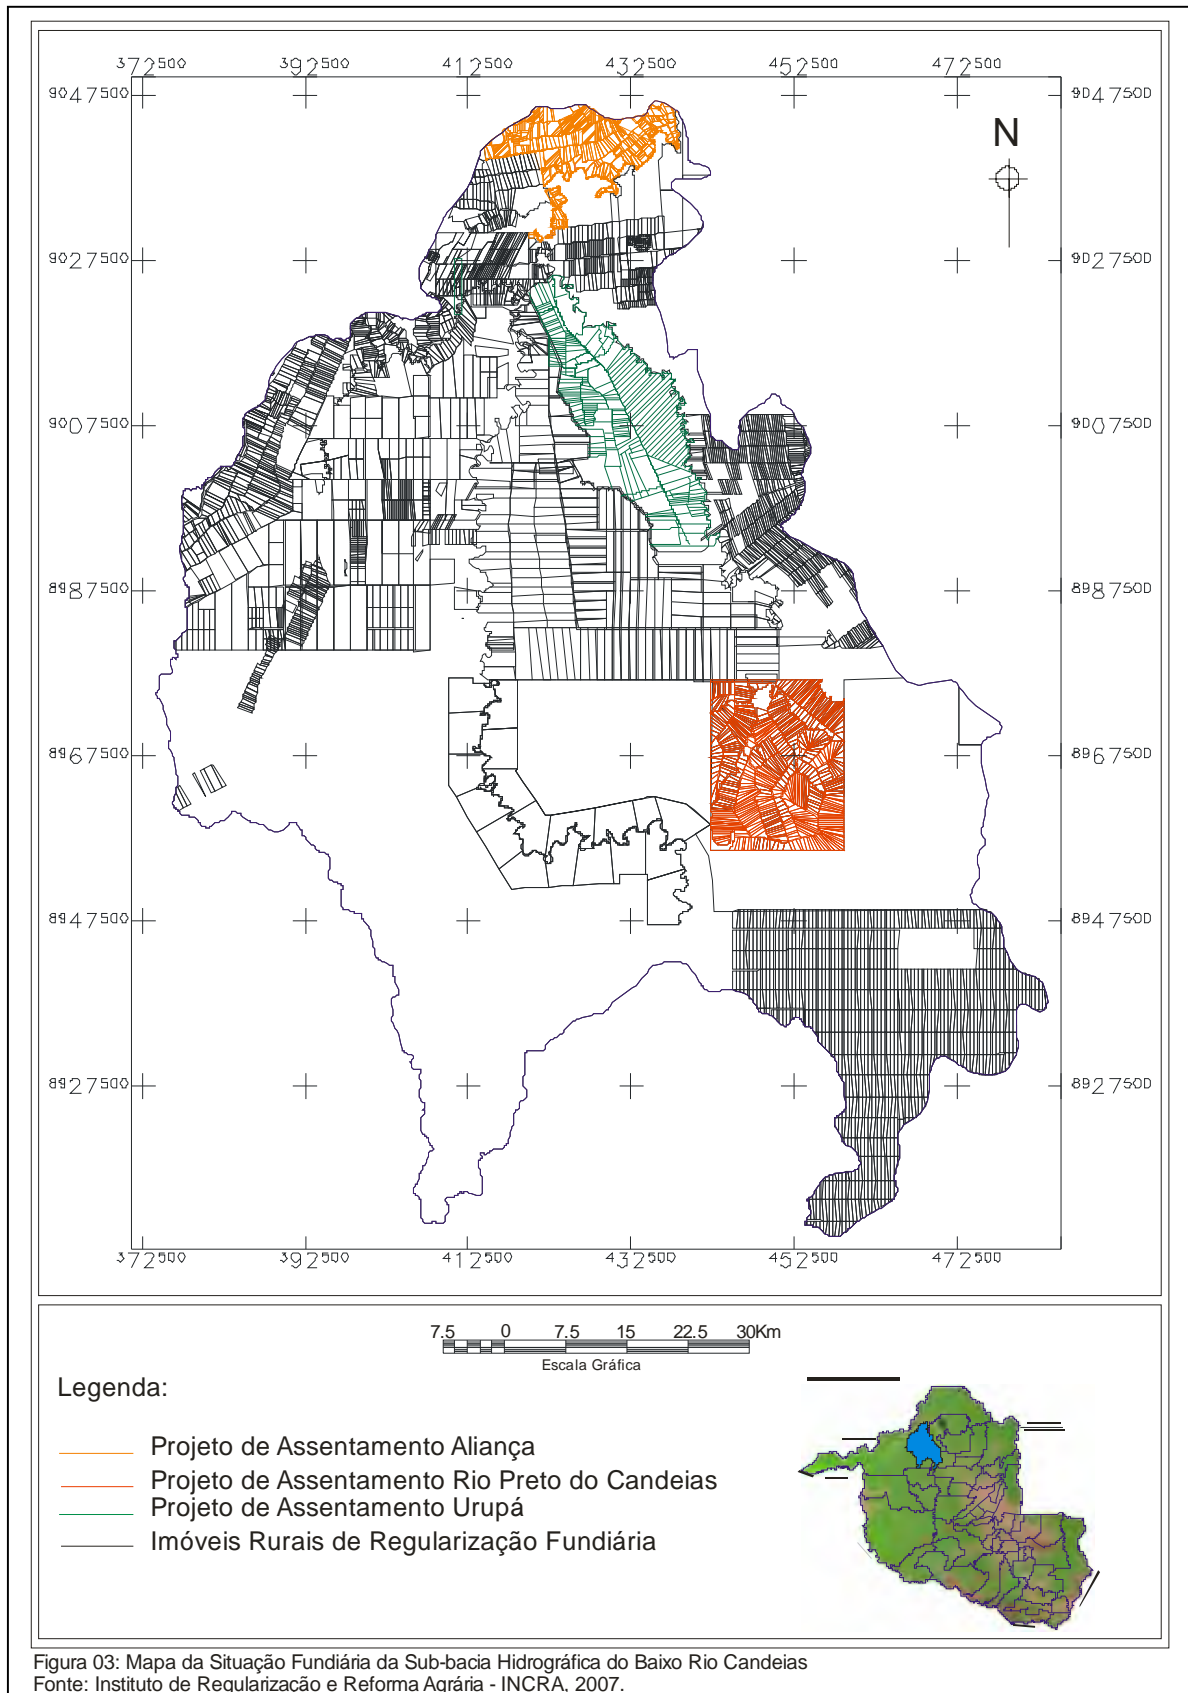 372500 392500 412500 432500 452500 472500
9047500 9047500
N
9027500 9027500
9007500 9007500
8987500 8987500
8967500 8967500
8947500 8947500
8927500 8927500
372500 392500 412500 432500 452500 472500
7.5 0 7.5 15 22.5 30Km
Escala Gráfica
Legenda:
Projeto de Assentamento Aliança
Projeto de Assentamento Rio Preto do Candeias
Projeto de Assentamento Urupá
Imóveis Rurais de Regularização Fundiária
Figura 03: Mapa da Situação Fundiária da Sub-bacia Hidrográfica do Baixo Rio Candeias
Fonte: Instituto de Regularização e Reforma Agrária - INCRA, 2007.